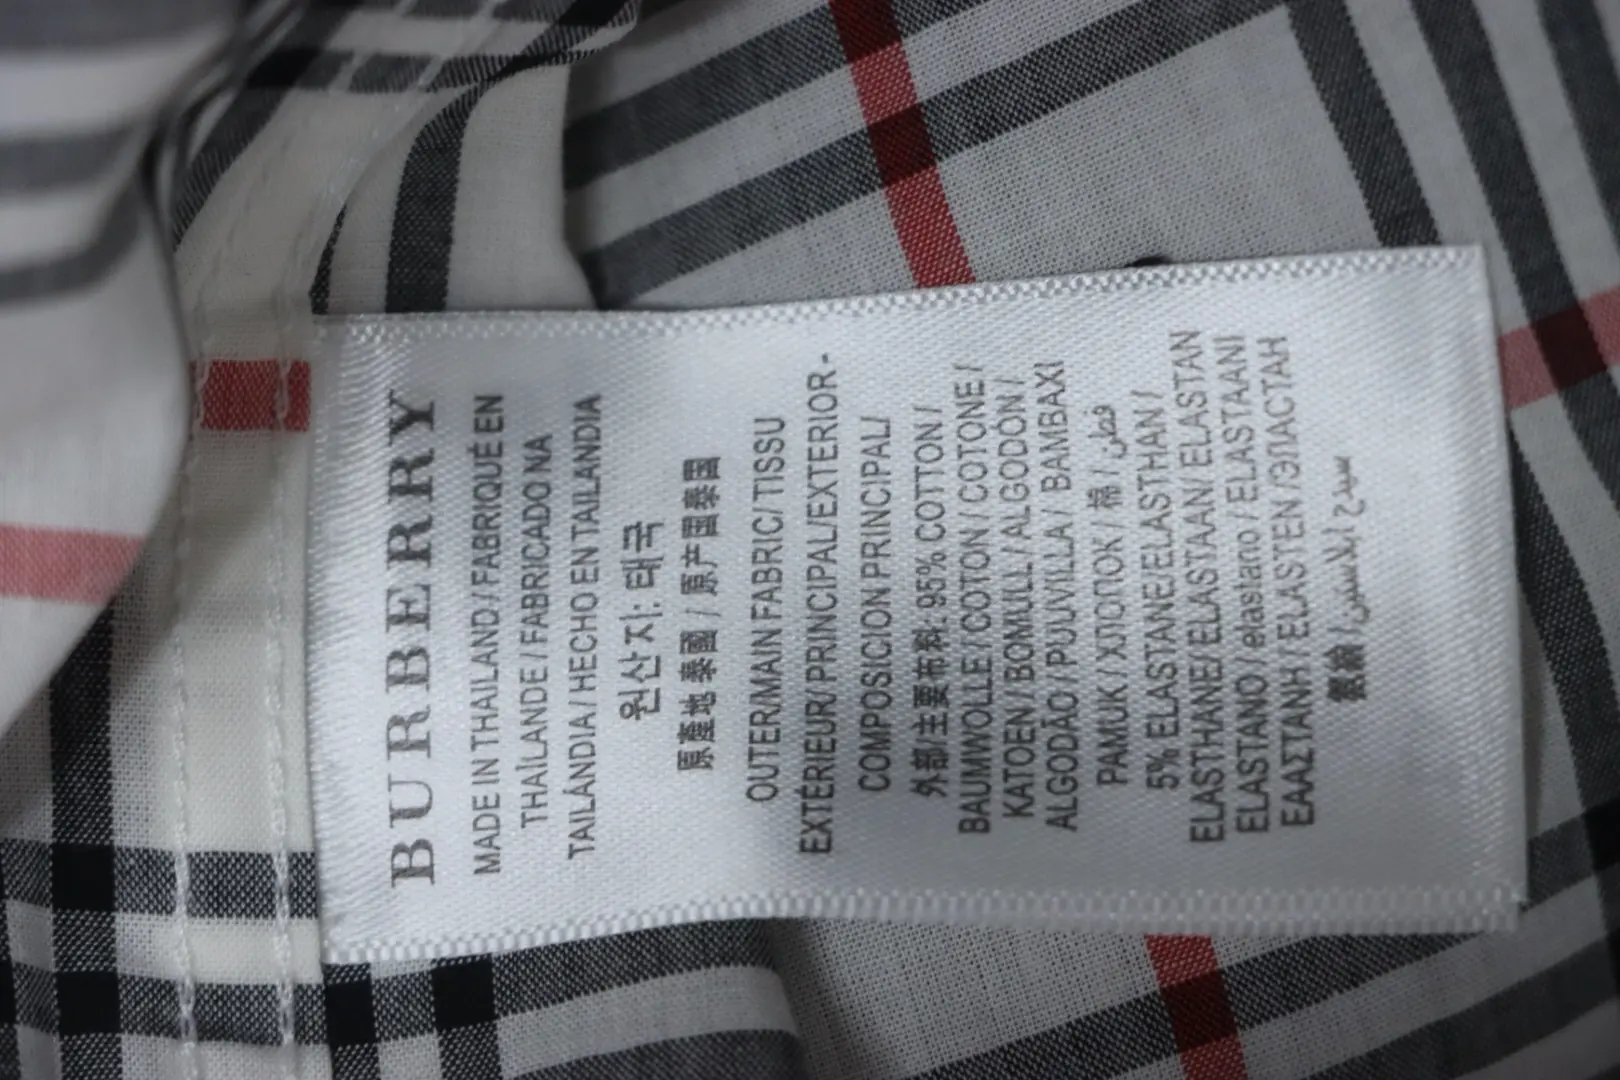 BURBERRY
MADE IN THAILAND / FABRIQUÉ EN
THAÏLANDE / FABRICADO NA
TAILÂNDIA / HECHO EN TAILANDIA
원산지: 태국
原產地 泰國 / 原产国泰国
OUTER/MAIN FABRIC/ TISSU
EXTÉRIEUR/ PRINCIPAL/EXTERIOR-
COMPOSICION PRINCIPAL/
外部/主要布料: 95% COTTON /
BAUMWOLLE / COTON / COTONE /
KATOEN / BOMULL / ALGODÓN /
ALGODÃO / PUUVILLA / BAMBAXI
PAMUK / ХЛОПОК / 棉 / قطن
5% ELASTANE/ELASTHAN /
ELASTHANE/ ELASTAAN/ ELASTAN
ELASTANO / elastano / ELASTAANI
ΕΛΑΣΤΑΝΗ / ELASTEN /ЭЛАСТАН
氨綸 /